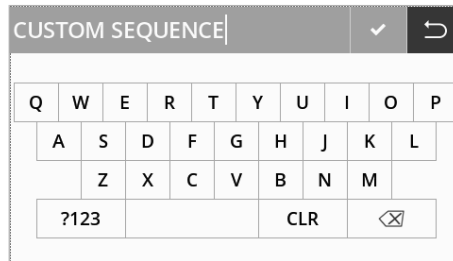 CUSTOM SEQUENCE
Q W E R T Y U I O P
A S D F G H J K L
Z X C V B N M
?123 CLR